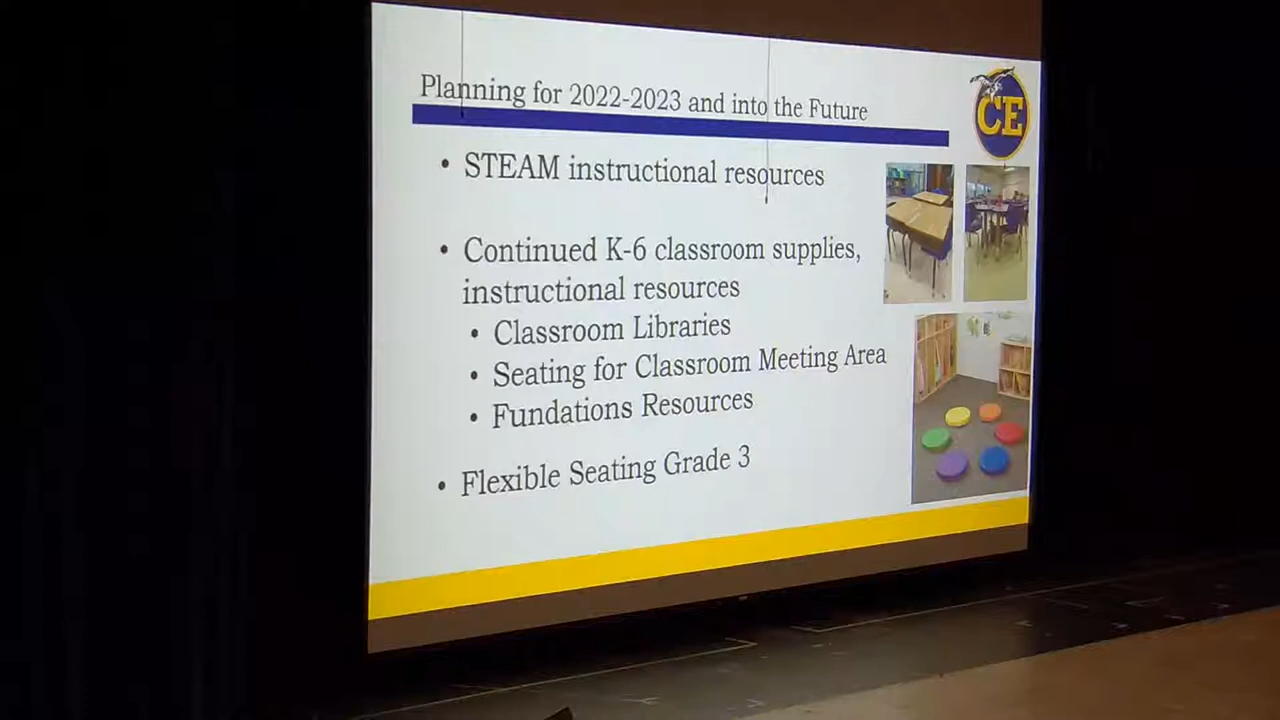 Planning for 2022-2023 and into the Future
CE
• STEAM instructional resources
• Continued K-6 classroom supplies,
instructional resources
• Classroom Libraries
• Seating for Classroom Meeting Area
• Fundations Resources
• Flexible Seating Grade 3